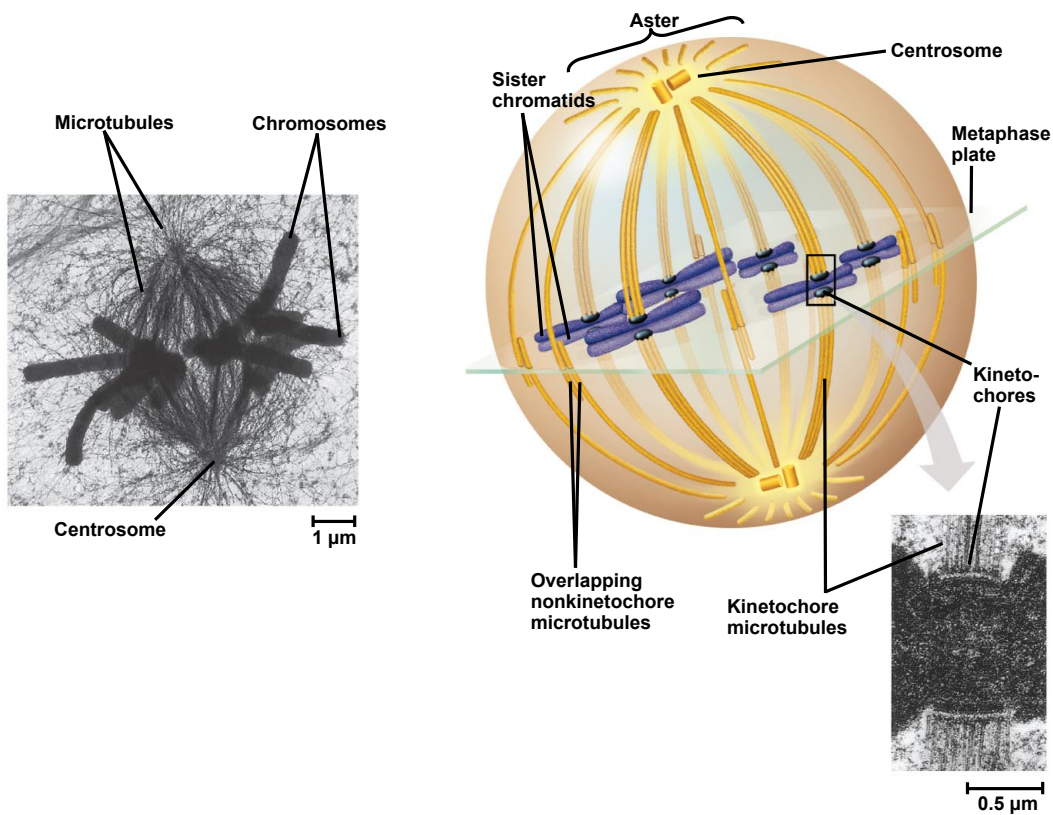 Aster
Centrosome
Sister
chromatids
Microtubules
Chromosomes
Metaphase
plate
Kineto-
chores
Centrosome
1 µm
Overlapping
nonkinetochore
microtubules
Kinetochore
microtubules
0.5 µm